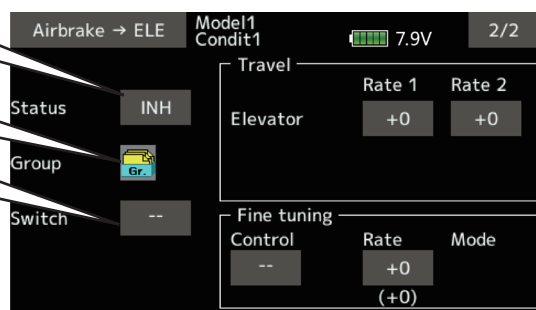 Airbrake → ELE
Model1
Condit1
7.9V
2/2
Status
INH
Group
Gr.
Switch
--
Travel
Rate 1
Rate 2
Elevator
+0
+0
Fine tuning
Control
Rate
Mode
--
+0
(+0)